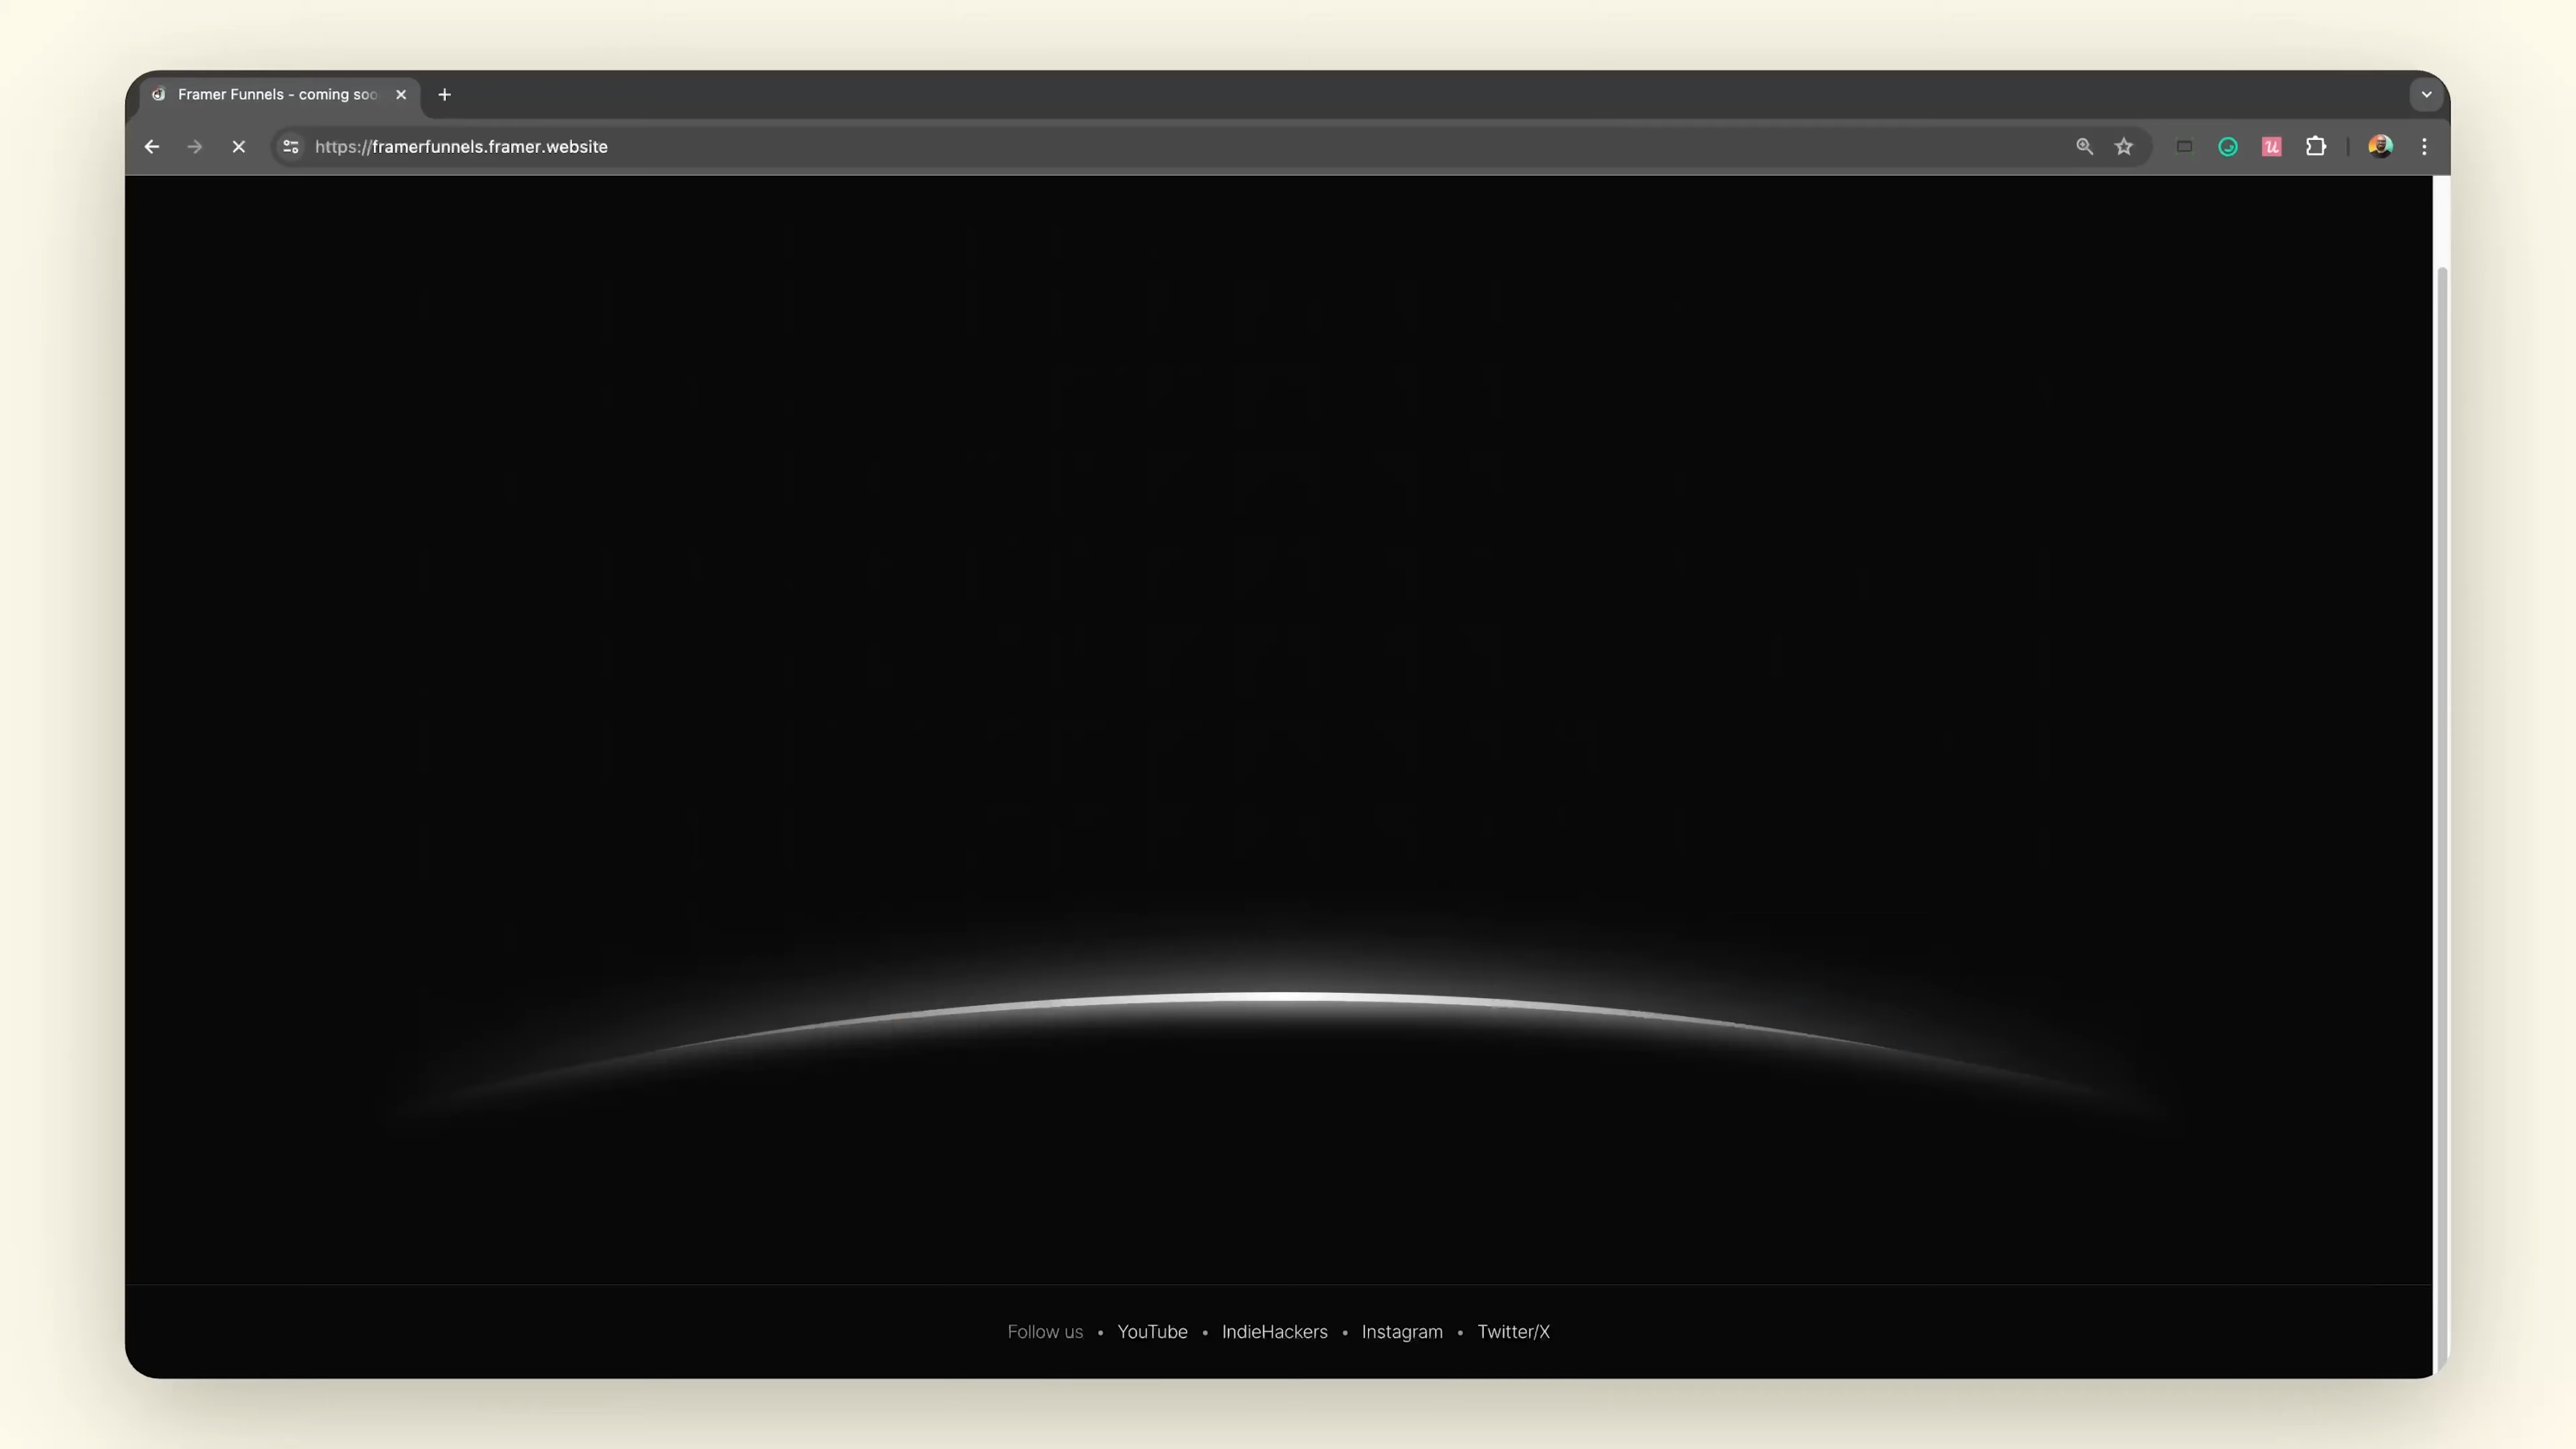 Framer Funnels - coming soo
https://framerfunnels.framer.website
Follow us • YouTube • IndieHackers • Instagram • Twitter/X